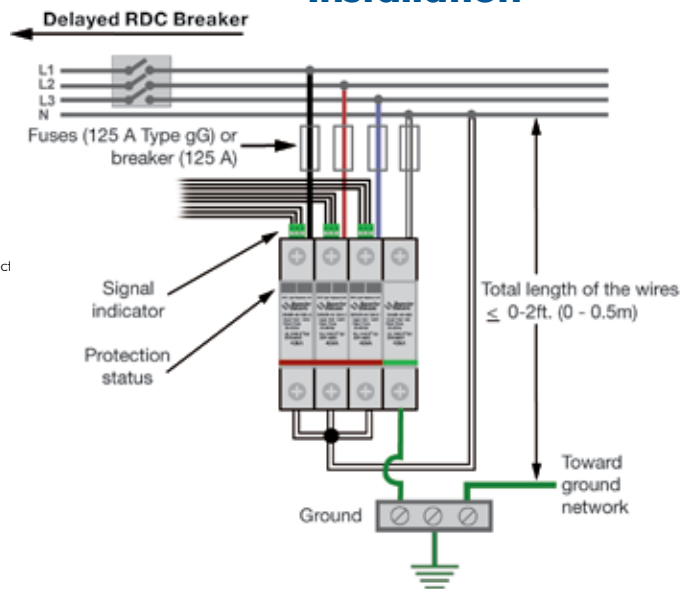 Installation
Delayed RDC Breaker
L1
L2
L3
N
Fuses (125 A Type gG) or
breaker (125 A)
Signal
indicator
Protection
status
Total length of the wires
≤ 0-2ft. (0 - 0.5m)
Toward
ground
network
Ground